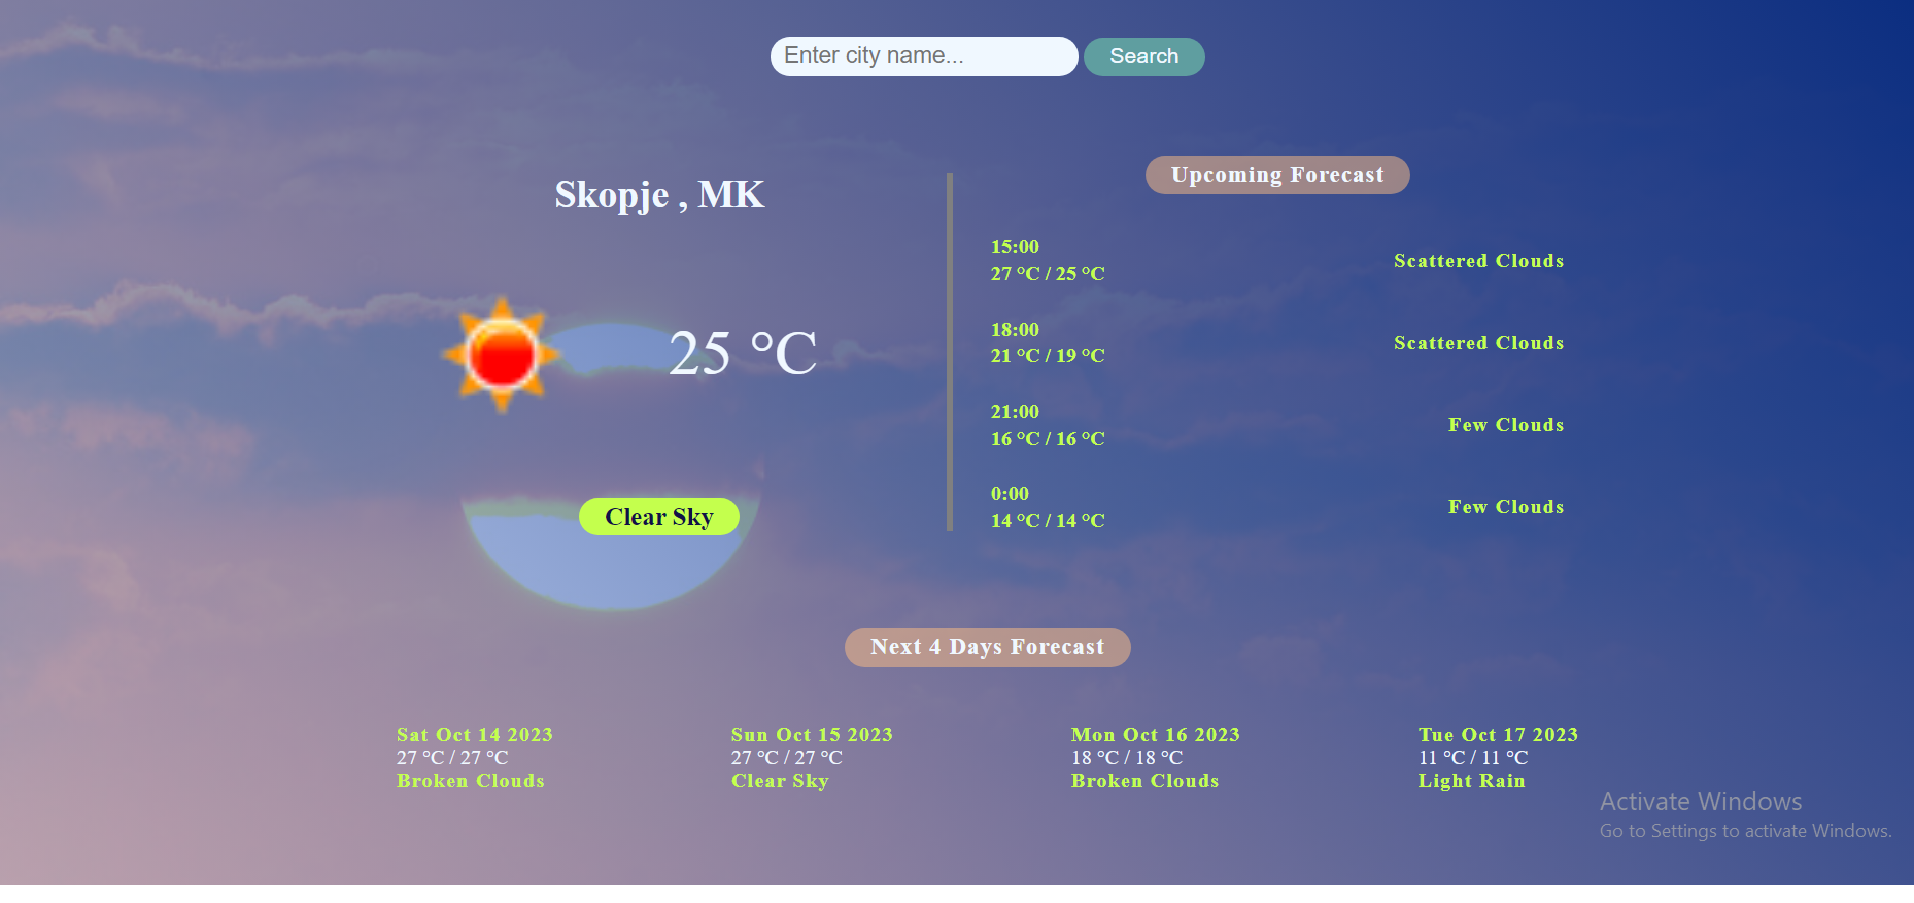 Enter city name...
Search
Skopje , MK
25 °C
Clear Sky
Upcoming Forecast
15:00
27 °C / 25 °C
Scattered Clouds
18:00
21 °C / 19 °C
Scattered Clouds
21:00
16 °C / 16 °C
Few Clouds
0:00
14 °C / 14 °C
Few Clouds
Next 4 Days Forecast
Sat Oct 14 2023
27 °C / 27 °C
Broken Clouds
Sun Oct 15 2023
27 °C / 27 °C
Clear Sky
Mon Oct 16 2023
18 °C / 18 °C
Broken Clouds
Tue Oct 17 2023
11 °C / 11 °C
Light Rain
Activate Windows
Go to Settings to activate Windows.